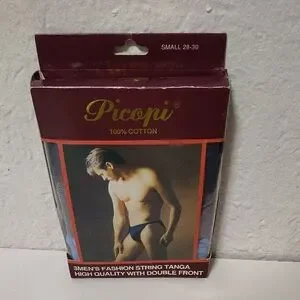 SMALL 28-30
Picopi®
100% COTTON
3MEN'S FASHION STRING TANGA
HIGH QUALITY WITH DOUBLE FRONT